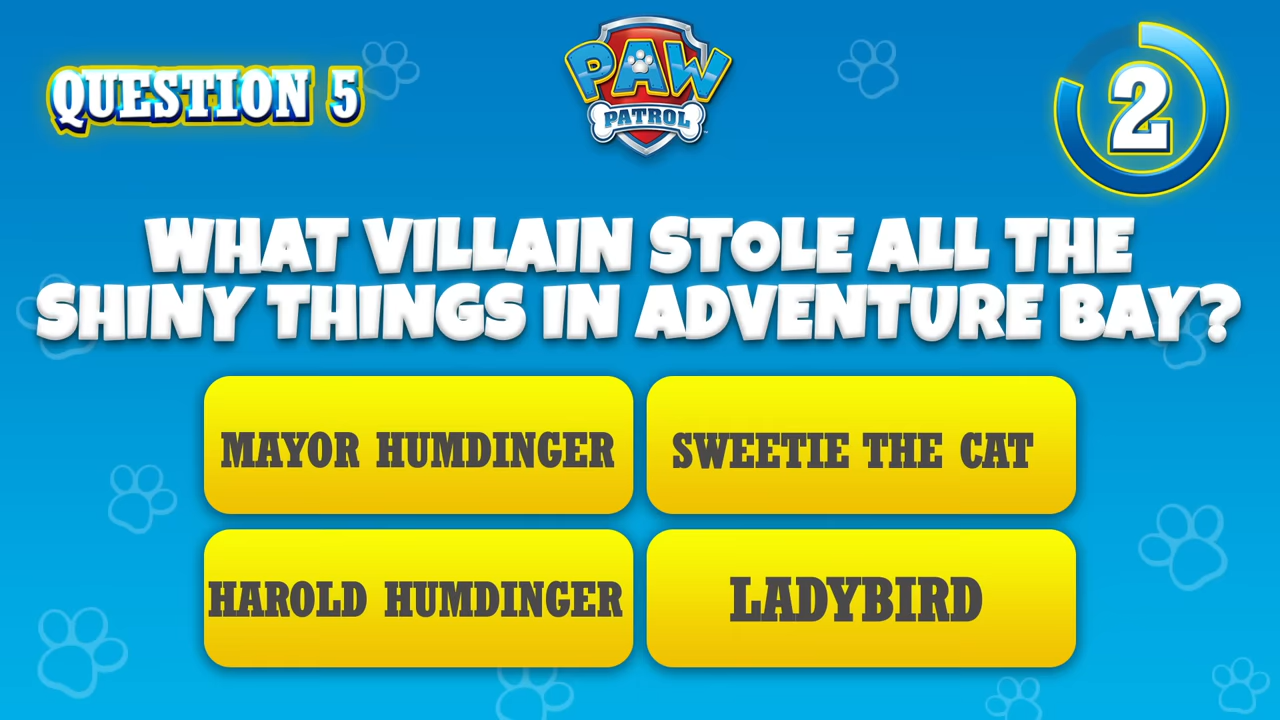 PAW
PATROL
QUESTION 5
2
WHAT VILLAIN STOLE ALL THE
SHINY THINGS IN ADVENTURE BAY?
MAYOR HUMDINGER
SWEETIE THE CAT
HAROLD HUMDINGER
LADYBIRD